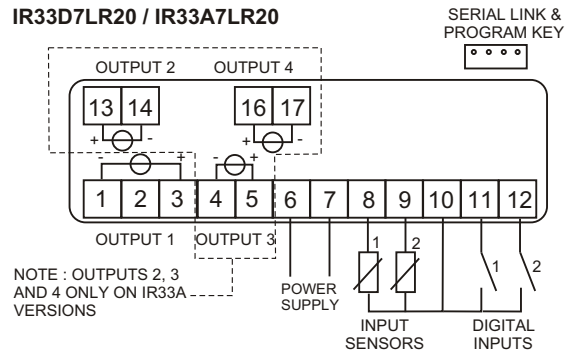 IR33D7LR20 / IR33A7LR20
SERIAL LINK &
PROGRAM KEY
OUTPUT 2
OUTPUT 4
13 14
16 17
+ -
+ -
- +
- +
1 2 3 4 5 6 7 8 9 10 11 12
OUTPUT 1
OUTPUT 3
1
2
1
2
NOTE : OUTPUTS 2, 3
AND 4 ONLY ON IR33A
VERSIONS
POWER
SUPPLY
INPUT
SENSORS
DIGITAL
INPUTS